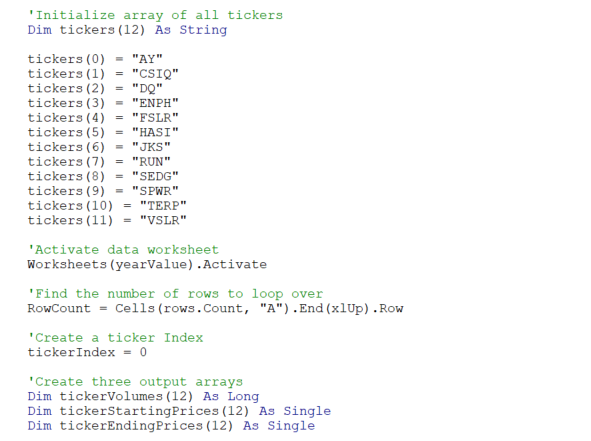 'Initialize array of all tickers
Dim tickers(12) As String
tickers(0) = "AY"
tickers(1) = "CSIQ"
tickers(2) = "DQ"
tickers(3) = "ENPH"
tickers(4) = "FSLR"
tickers(5) = "HASI"
tickers(6) = "JKS"
tickers(7) = "RUN"
tickers(8) = "SEDG"
tickers(9) = "SPWR"
tickers(10) = "TERP"
tickers(11) = "VSLR"
'Activate data worksheet
Worksheets(yearValue).Activate
'Find the number of rows to loop over
RowCount = Cells(rows.Count, "A").End(xlUp).Row
'Create a ticker Index
tickerIndex = 0
'Create three output arrays
Dim tickerVolumes(12) As Long
Dim tickerStartingPrices(12) As Single
Dim tickerEndingPrices(12) As Single